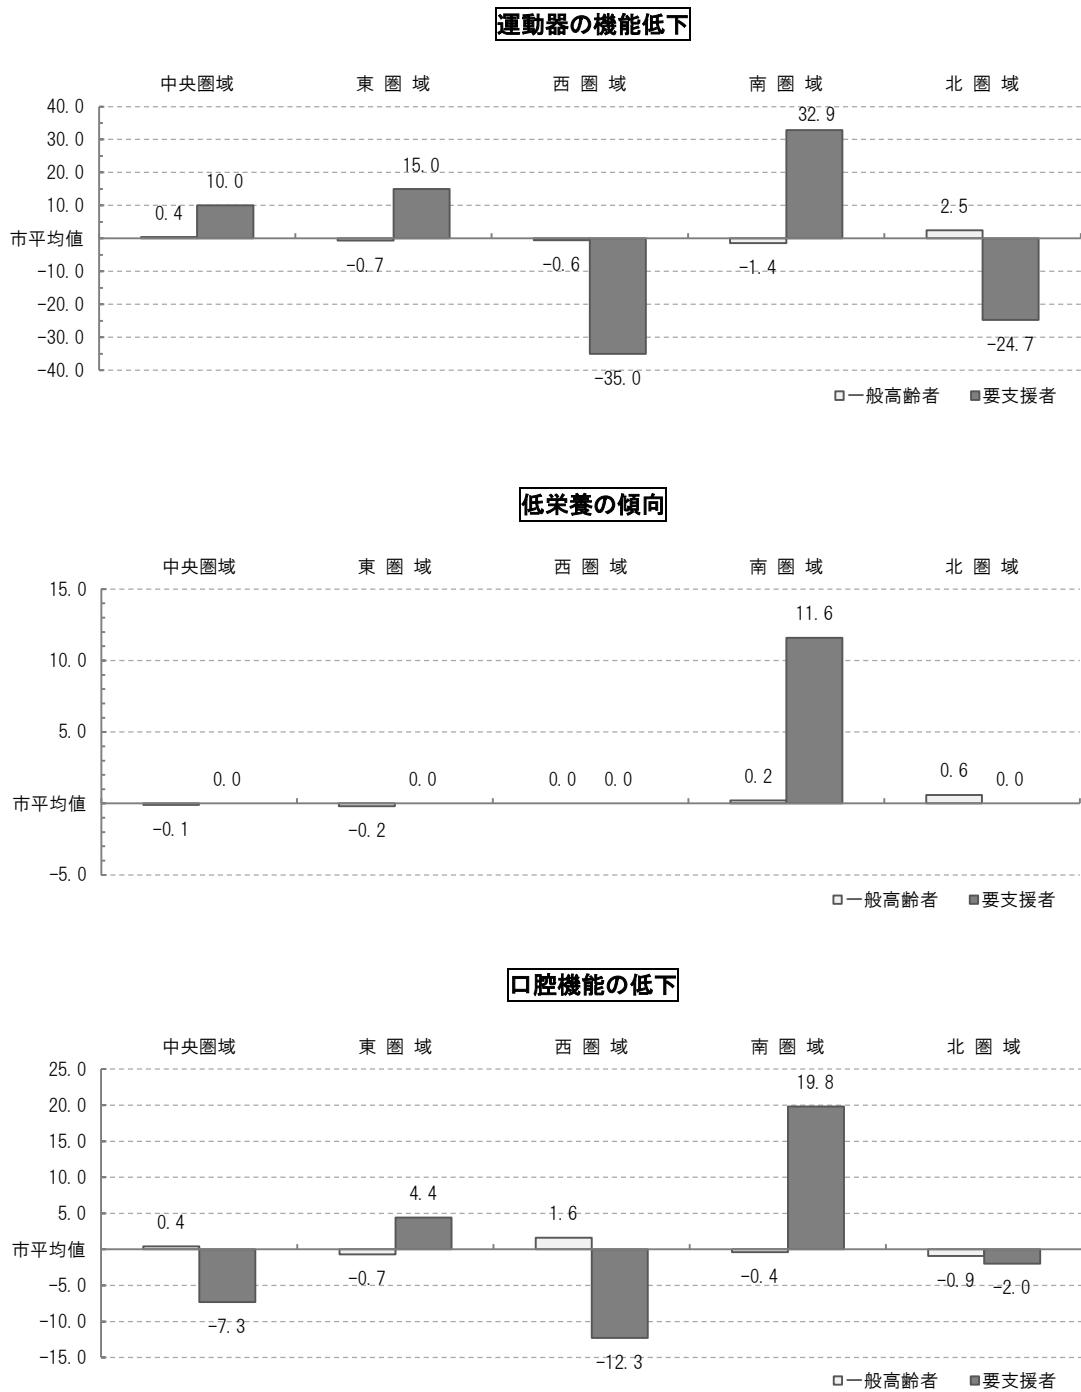 運動器の機能低下
中央圏域 東圏域 西圏域 南圏域 北圏域
40.0
30.0
20.0
10.0
市平均値
-10.0
-20.0
-30.0
-40.0
0.4 10.0 -0.7 15.0 -0.6 -35.0 -1.4 32.9 2.5 -24.7
一般高齢者 要支援者
低栄養の傾向
中央圏域 東圏域 西圏域 南圏域 北圏域
15.0
10.0
5.0
市平均値
-5.0
-0.1 0.0 -0.2 0.0 0.0 0.0 0.2 11.6 0.6 0.0
一般高齢者 要支援者
口腔機能の低下
中央圏域 東圏域 西圏域 南圏域 北圏域
25.0
20.0
15.0
10.0
5.0
市平均値
-5.0
-10.0
-15.0
0.4 -7.3 -0.7 4.4 1.6 -12.3 -0.4 19.8 -0.9 -2.0
一般高齢者 要支援者